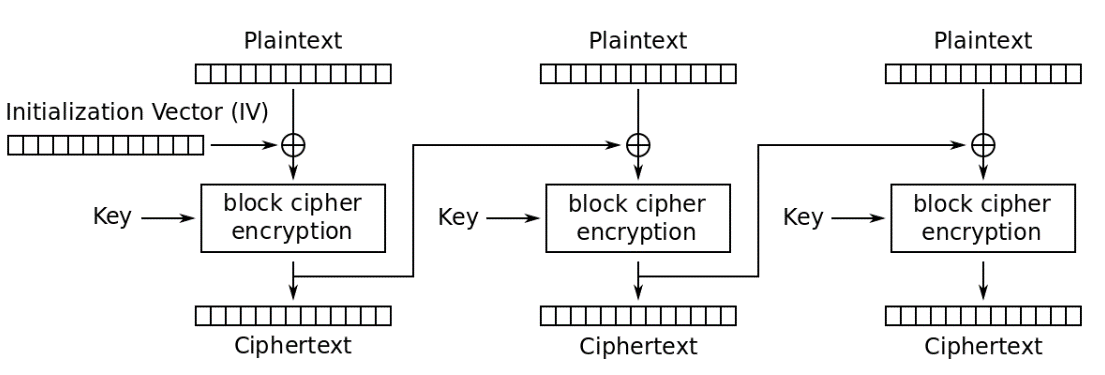 Plaintext
Plaintext
Plaintext
Initialization Vector (IV)
Key
block cipher
encryption
Key
block cipher
encryption
Key
block cipher
encryption
Ciphertext
Ciphertext
Ciphertext